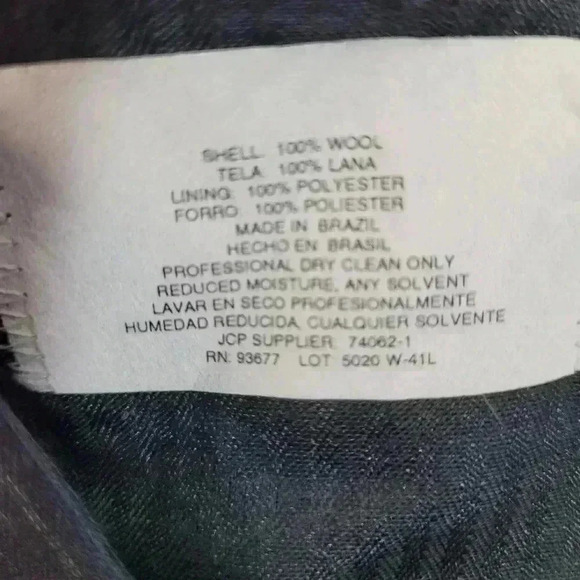 SHELL 100% WOOL
TELA 100% LANA
LINING: 100% POLYESTER
FORRO: 100% POLIESTER
MADE IN BRAZIL
HECHO EN BRASIL
PROFESSIONAL DRY CLEAN ONLY
REDUCED MOISTURE, ANY SOLVENT
LAVAR EN SECO PROFESIONALMENTE
HUMEDAD REDUCIDA, CUALQUIER SOLVENTE
JCP SUPPLIER: 74062-1
RN: 93677 LOT 5020 W-41L